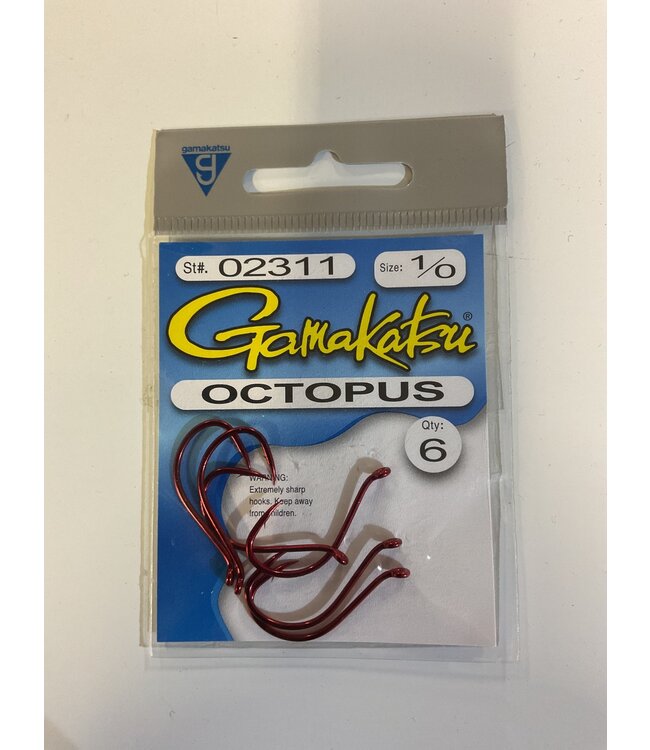 gamakatsu
g
St#. 02311
Size: 1/0
Gamakatsu®
OCTOPUS
Qty:
6
WARNING:
Extremely sharp
hooks. Keep away
from children.